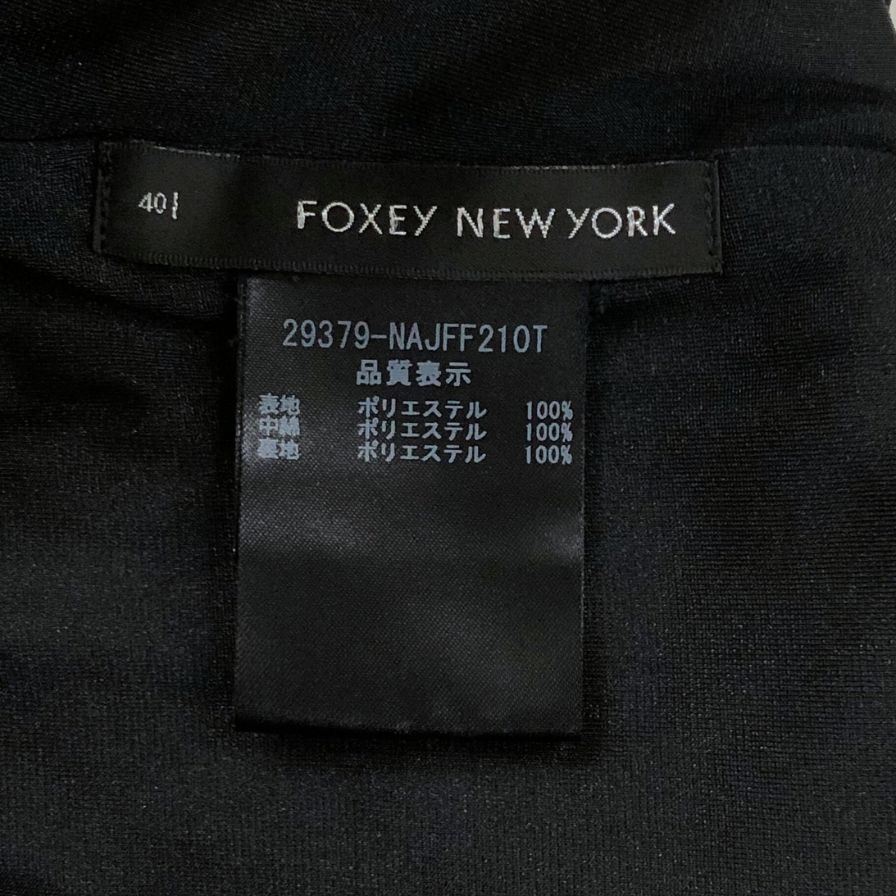 40 FOXEY NEW YORK
29379-NAJFF210T
品質表示
表地 ポリエステル 100%
中綿 ポリエステル 100%
裏地 ポリエステル 100%